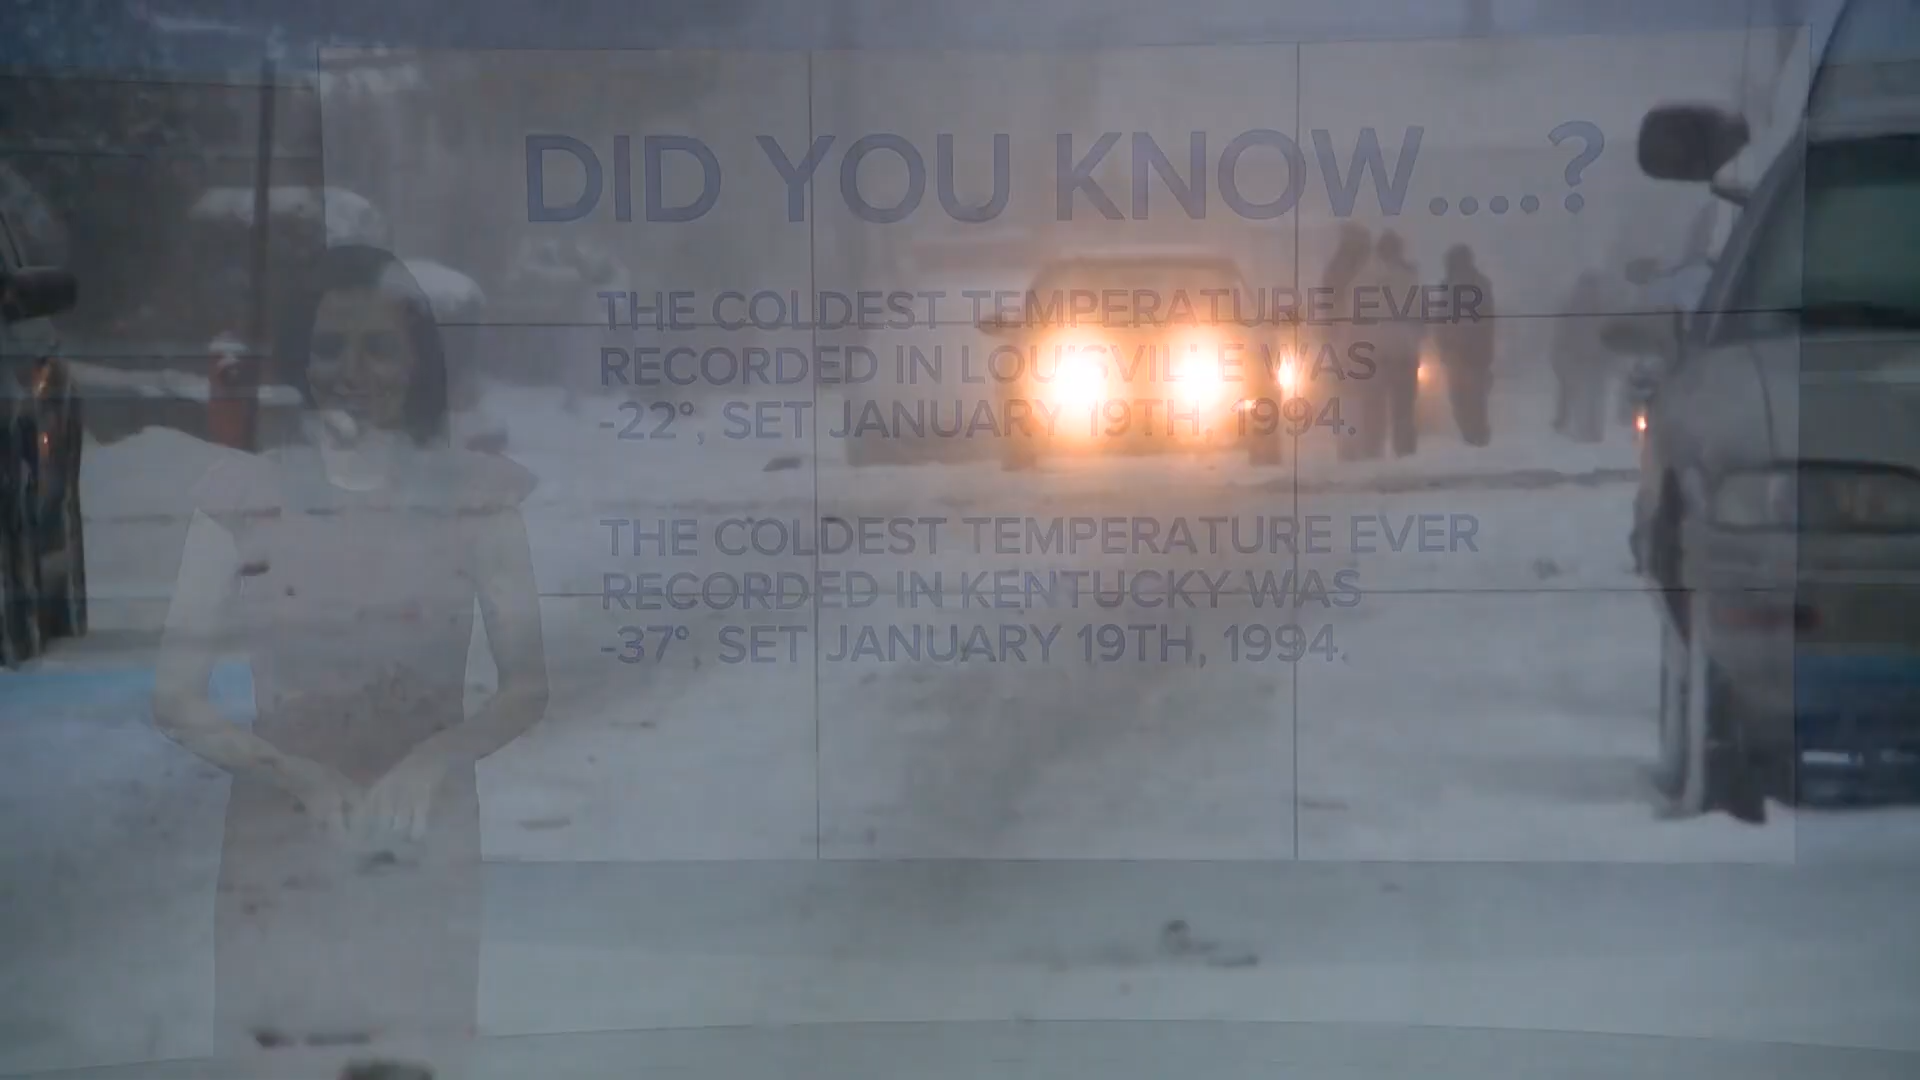 DID YOU KNOW....?
THE COLDEST TEMPERATURE EVER
RECORDED IN LOUISVILLE WAS
-22°, SET JANUARY 19TH, 1994.
THE COLDEST TEMPERATURE EVER
RECORDED IN KENTUCKY WAS
-37° SET JANUARY 19TH, 1994.